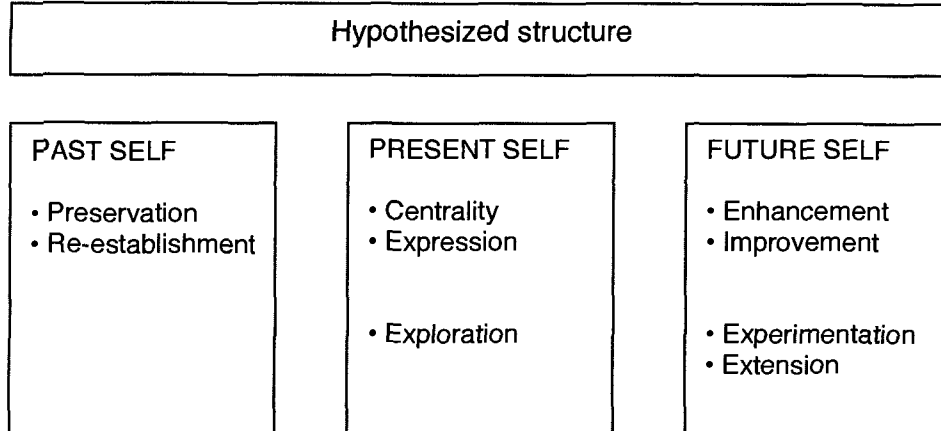 Hypothesized structure
PAST SELF
• Preservation
• Re-establishment
PRESENT SELF
• Centrality
• Expression
• Exploration
FUTURE SELF
• Enhancement
• Improvement
• Experimentation
• Extension